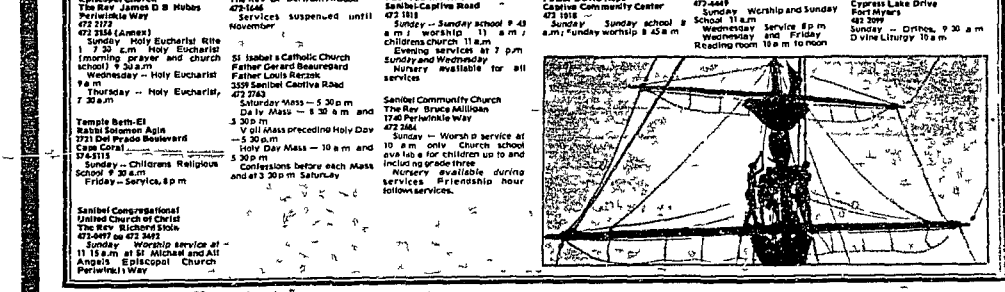 The Rev James D B Hubbs
Periwinkle Way
472 2173
472 2156 (Annex)
Sunday Holy Eucharist Rite
1 7 30 a.m Holy Eucharist
(morning prayer and church
school) 9 30 a.m
Wednesday -- Holy Eucharist
9 a m
Thursday -- Holy Eucharist,
7 30 a.m
Temple Beth-El
Rabbi Solomon Agin
2721 Del Prado Boulevard
Cape Coral
574-5115
Sunday -- Childrens Religious
School 9 30 a.m
Friday -- Service, 8 p m
Sanibel Congregational
United Church of Christ
The Rev Richard Stein
472-0497 or 472 3492
Sunday Worship service at
11 15 a.m at St Michael and All
Angels Episcopal Church
Periwinkle Way
472-1646
Services suspended until
November
St Isabel s Catholic Church
Father Gerard Beauregard
Father Louis Reczek
3559 Sanibel Captiva Road
472 2763
Saturday Mass — 5 30 p m
Daily Mass — 8 30 a m and
5 30 p m
Vigil Mass preceding Holy Day
— 5 30 p m
Holy Day Mass — 10 a m and
5 30 p m
Confessions before each Mass
and at 3 30 p m Saturday
Sanibel-Captiva Road
472 1818
Sunday -- Sunday school 9 45
a m; worship 11 a m;
childrens church 11 a.m
Evening services at 7 p.m
Sunday and Wednesday
Nursery available for all
services
Sanibel Community Church
The Rev Bruce Milligan
1740 Periwinkle Way
472 2684
Sunday — Worship service at
10 a m only Church school
available for children up to and
including grade three
Nursery available during
services Friendship hour
follows services.
Captiva Community Center
472 1018
Sunday Sunday school 8
a.m; Sunday worship 8 45 a m
472-4449
Sunday Worship and Sunday
School 11 a.m
Wednesday Service 8 p m
Wednesday and Friday
Reading room 10 a m to noon
Cypress Lake Drive
Fort Myers
482 2099
Sunday -- Orthos, 9 30 a m
Divine Liturgy 10 a m